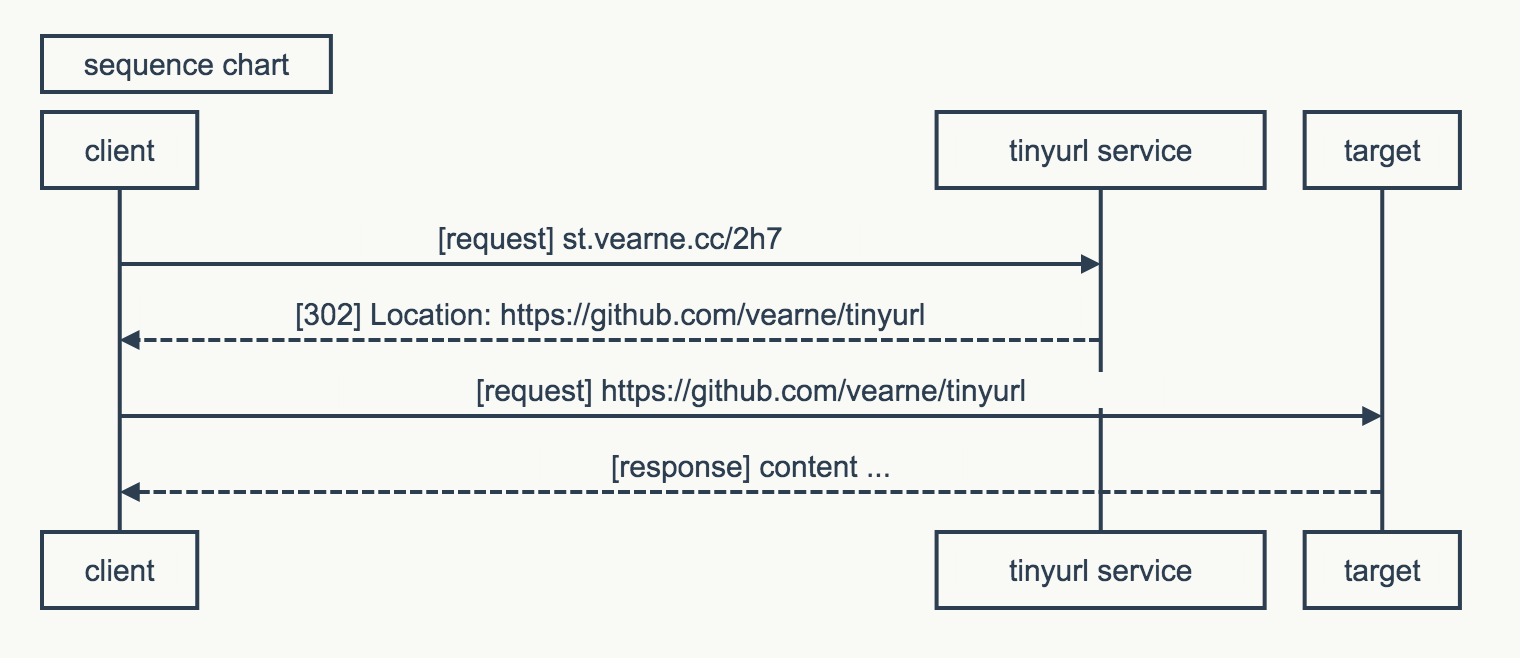 sequence chart
client
tinyurl service
target
[request] st.vearne.cc/2h7
[302] Location: https://github.com/vearne/tinyurl
[request] https://github.com/vearne/tinyurl
[response] content ...
client
tinyurl service
target